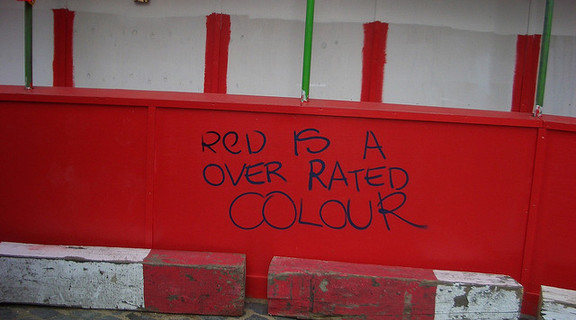 RED IS A
OVER RATED
COLOUR